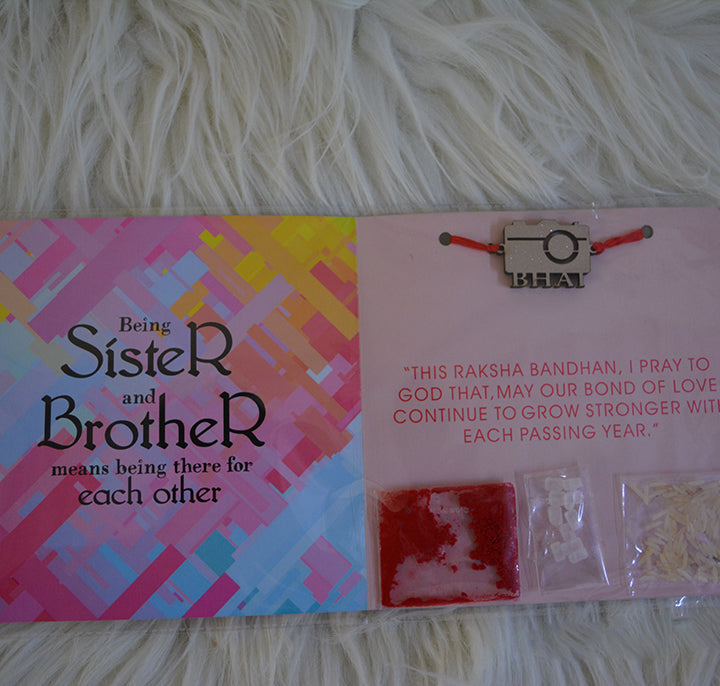 Being
SisteR
and
BrotheR
means being there for
each other
BHAI
"THIS RAKSHA BANDHAN, I PRAY TO
GOD THAT, MAY OUR BOND OF LOVE
CONTINUE TO GROW STRONGER WITH
EACH PASSING YEAR."